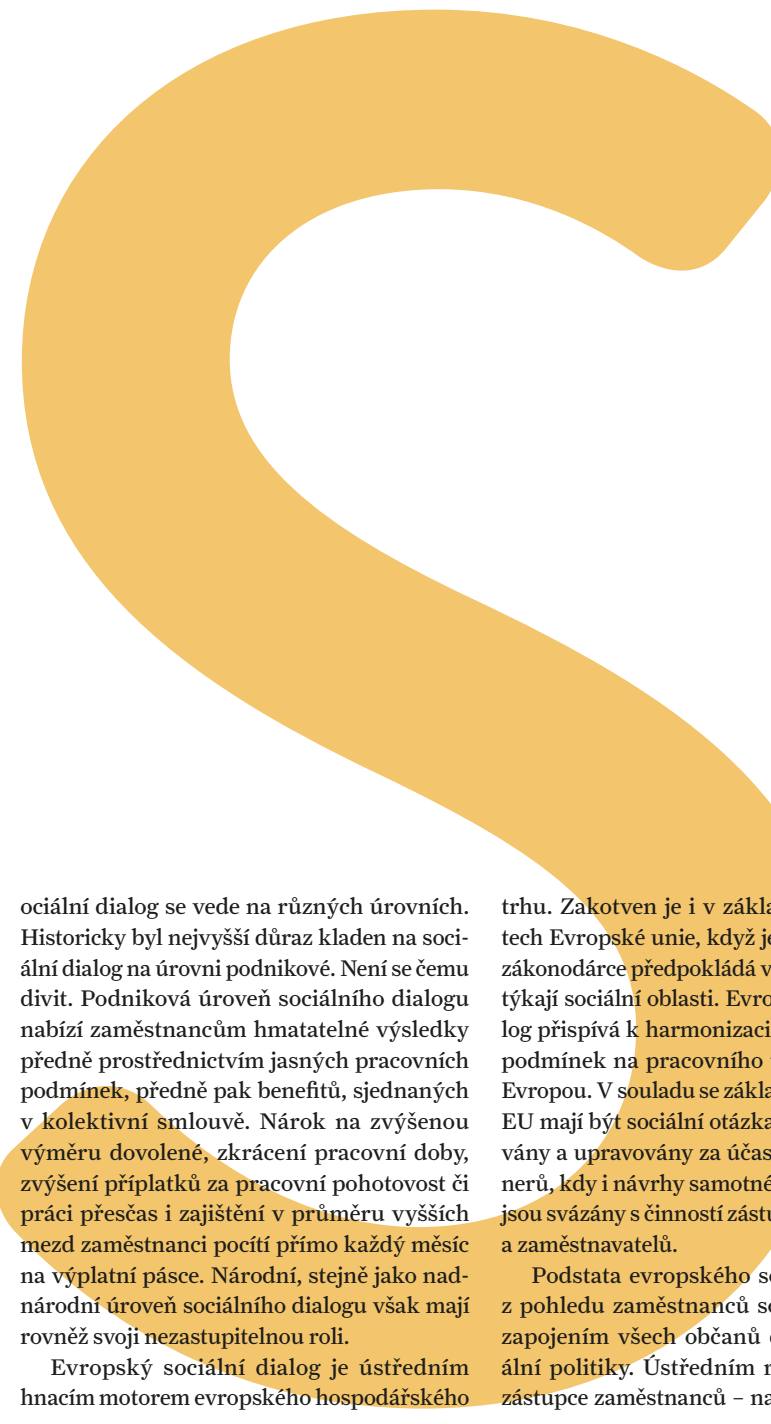 S
ociální dialog se vede na různých úrovních.
Historicky byl nejvyšší důraz kladen na soci-
ální dialog na úrovni podnikové. Není se čemu
divit. Podniková úroveň sociálního dialogu
nabízí zaměstnancům hmatatelné výsledky
předně prostřednictvím jasných pracovních
podmínek, předně pak benefitů, sjednaných
v kolektivní smlouvě. Nárok na zvýšenou
výměru dovolené, zkrácení pracovní doby,
zvýšení příplatků za pracovní pohotovost či
práci přesčas i zajištění v průměru vyšších
mezd zaměstnanci pocítí přímo každý měsíc
na výplatní pásce. Národní, stejně jako nad-
národní úroveň sociálního dialogu však mají
rovněž svoji nezastupitelnou roli.
Evropský sociální dialog je ústředním
hnacím motorem evropského hospodářského
trhu. Zakotven je i v zákla
tech Evropské unie, když je
zákonodárce předpokládá v
týkají sociální oblasti. Evro
log přispívá k harmonizaci
podmínek na pracovního
Evropou. V souladu se zákla
EU mají být sociální otázka
vány a upravovány za účas
nerů, kdy i návrhy samotné
jsou svázány s činností zástu
a zaměstnavatelů.
Podstata evropského so
z pohledu zaměstnanců so
zapojením všech občanů
ální politiky. Ústředním
zástupce zaměstnanců – na